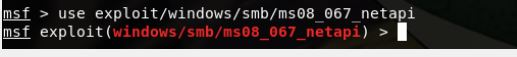 msf > use exploit/windows/smb/ms08_067_netapi
msf exploit(windows/smb/ms08_067_netapi) >